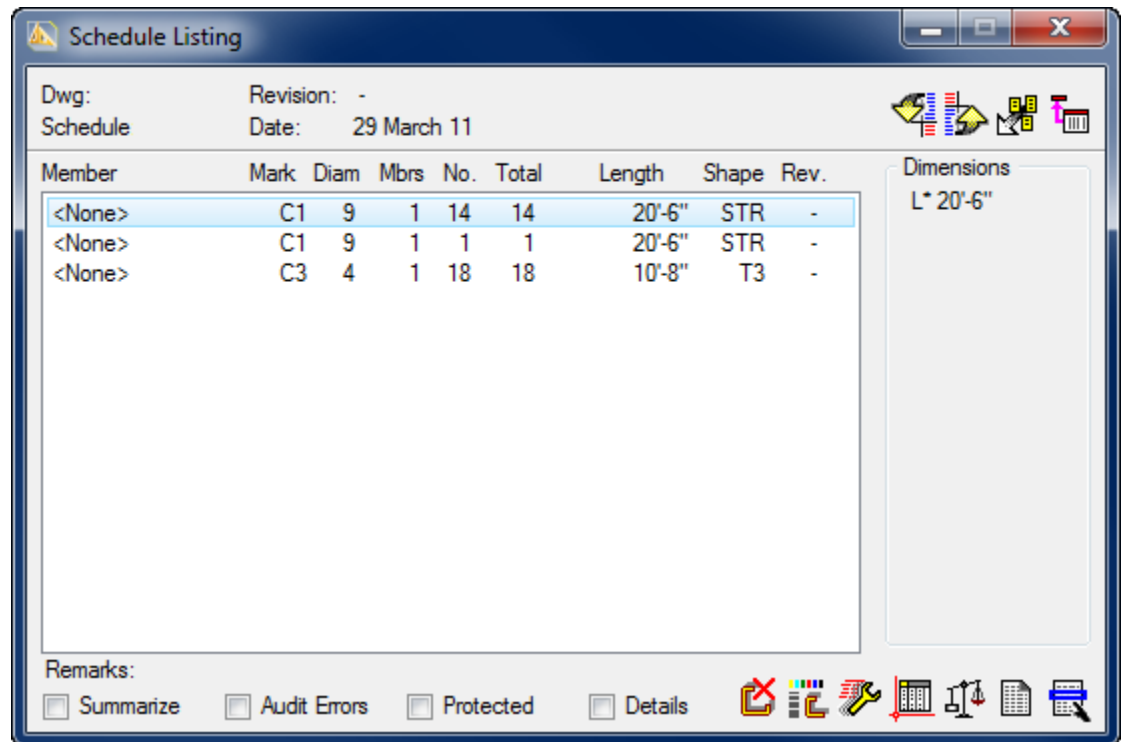 Schedule Listing
Dwg: Revision: -
Schedule Date: 29 March 11
Member Mark Diam Mbrs No. Total Length Shape Rev. Dimensions
<None> C1 9 1 14 14 20'-6" STR - L* 20'-6"
<None> C1 9 1 1 1 20'-6" STR -
<None> C3 4 1 18 18 10'-8" T3 -
Remarks:
Summarize Audit Errors Protected Details